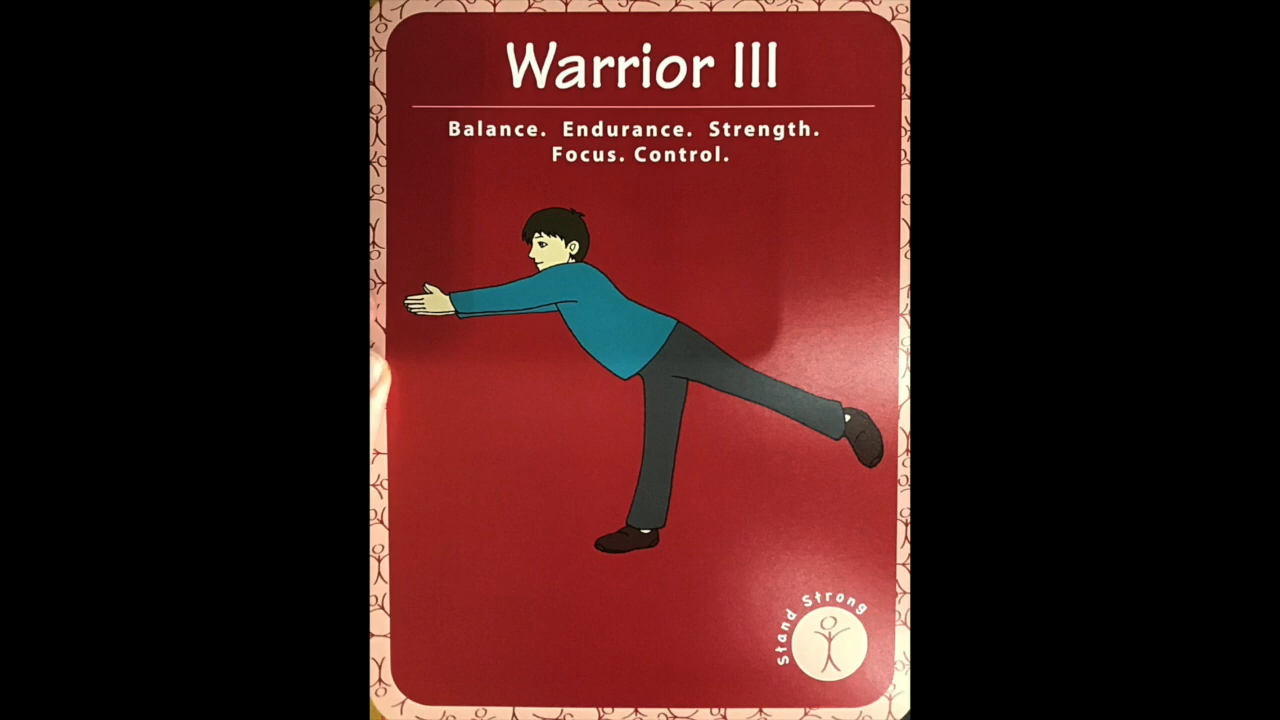 Warrior III
Balance. Endurance. Strength.
Focus. Control.
Stand Strong